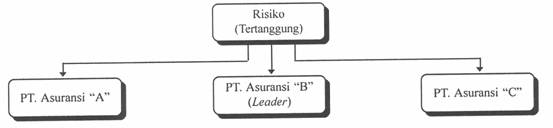 Risiko
(Tertanggung)
PT. Asuransi “A”
PT. Asuransi “B”
(Leader)
PT. Asuransi “C”